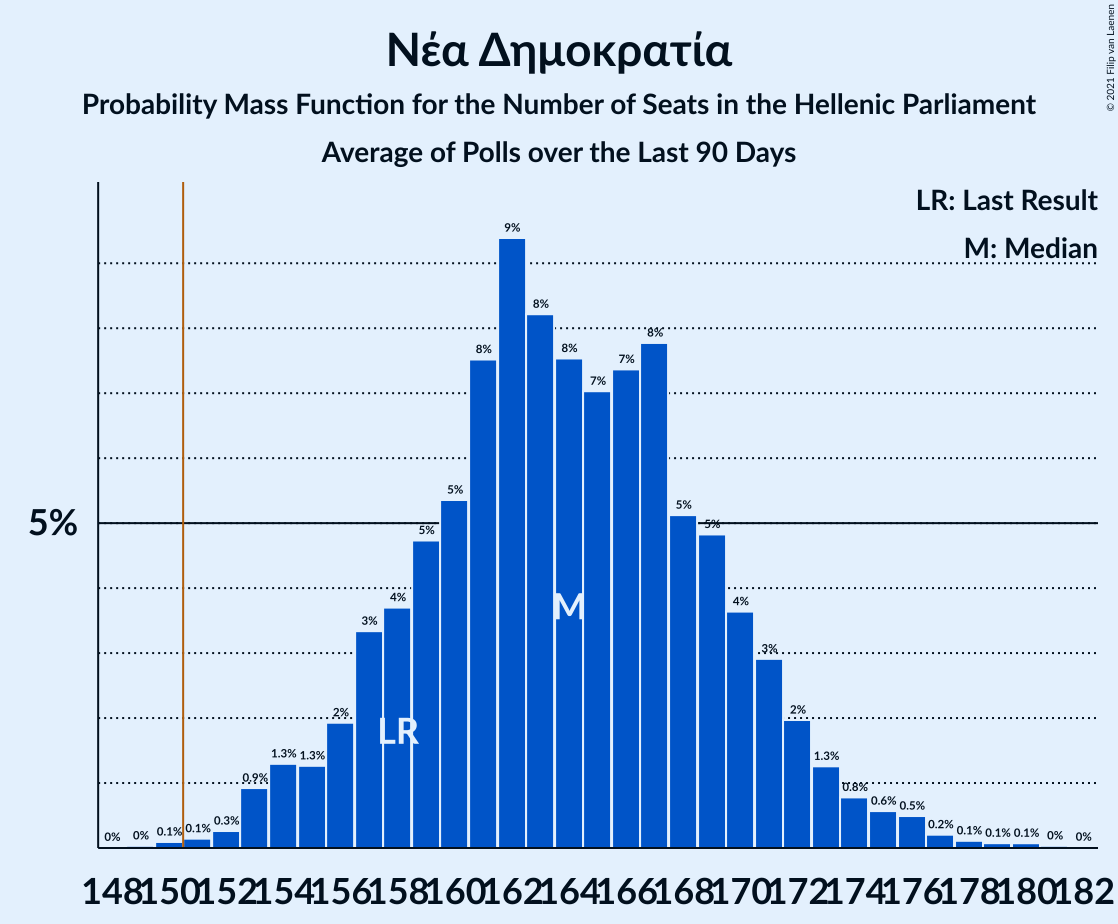 Νέα Δημοκρατία
Probability Mass Function for the Number of Seats in the Hellenic Parliament
Average of Polls over the Last 90 Days
© 2021 Filip van Laenen
LR: Last Result
M: Median
5%
0% 0% 0.1% 0.1% 0.3% 0.9% 1.3% 1.3% 2% 3% 4% 5% 5% 8% 9% 8% 8% 7% 7% 8% 5% 5% 4% 3% 2% 1.3% 0.8% 0.6% 0.5% 0.2% 0.1% 0.1% 0.1% 0% 0%
M
LR
148 150 152 154 156 158 160 162 164 166 168 170 172 174 176 178 180 182